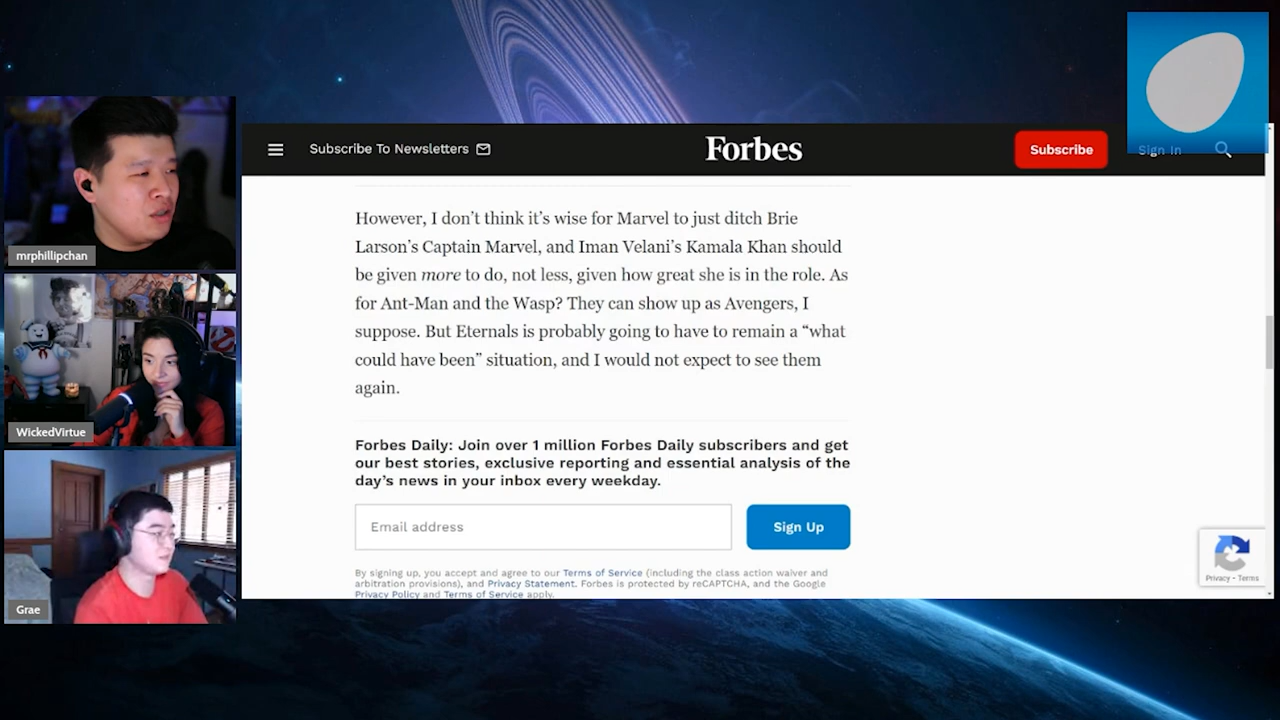 Subscribe To Newsletters
Forbes
Subscribe
Sign In
mrphillipchan
WickedVirtue
Grae
However, I don’t think it’s wise for Marvel to just ditch Brie
Larson’s Captain Marvel, and Iman Velani’s Kamala Khan should
be given more to do, not less, given how great she is in the role. As
for Ant-Man and the Wasp? They can show up as Avengers, I
suppose. But Eternals is probably going to have to remain a “what
could have been” situation, and I would not expect to see them
again.
Forbes Daily: Join over 1 million Forbes Daily subscribers and get
our best stories, exclusive reporting and essential analysis of the
day’s news in your inbox every weekday.
Email address
Sign Up
By signing up, you accept and agree to our Terms of Service (including the class action waiver and
arbitration provisions), and Privacy Statement. Forbes is protected by reCAPTCHA, and the Google
Privacy Policy and Terms of Service apply.
Privacy - Terms